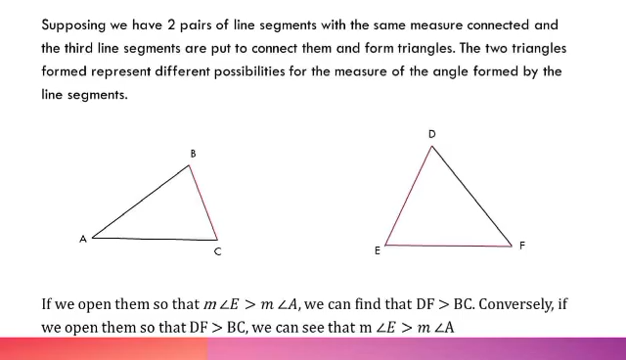 Supposing we have 2 pairs of line segments with the same measure connected and
the third line segments are put to connect them and form triangles. The two triangles
formed represent different possibilities for the measure of the angle formed by the
line segments.
D
B
A
C
E
F
If we open them so that m ∠E > m ∠A, we can find that DF > BC. Conversely, if
we open them so that DF > BC, we can see that m ∠E > m ∠A